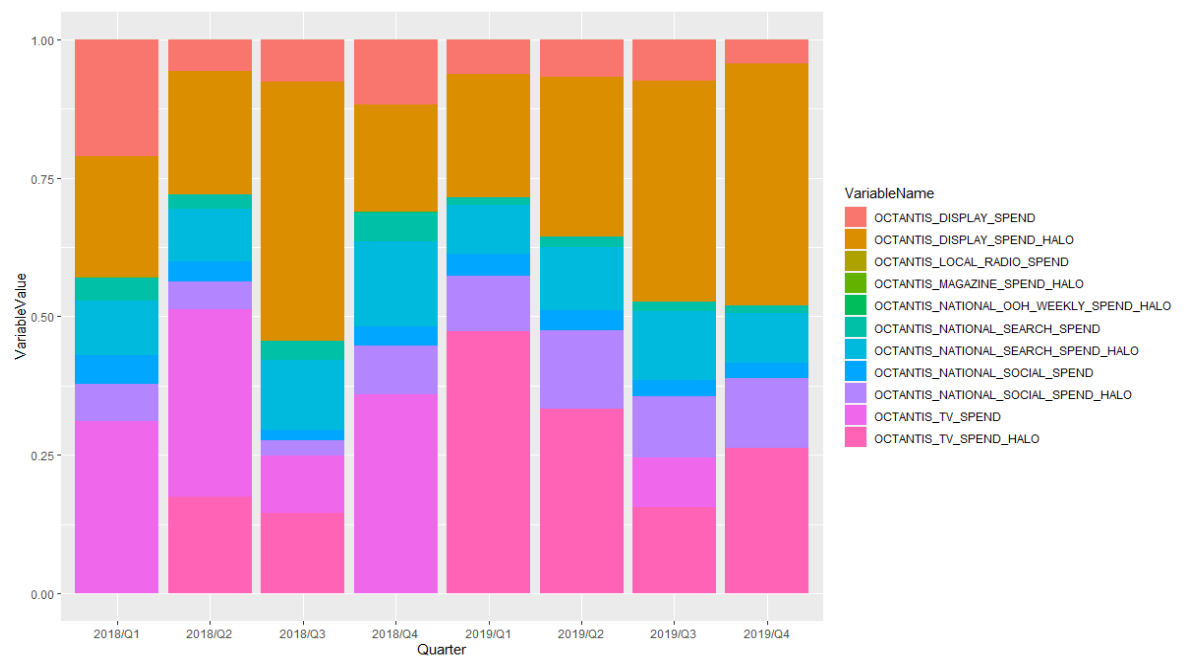 1.00
0.75
0.50
0.25
0.00
VariableValue
2018/Q1 2018/Q2 2018/Q3 2018/Q4 2019/Q1 2019/Q2 2019/Q3 2019/Q4
Quarter
VariableName
OCTANTIS_DISPLAY_SPEND
OCTANTIS_DISPLAY_SPEND_HALO
OCTANTIS_LOCAL_RADIO_SPEND
OCTANTIS_MAGAZINE_SPEND_HALO
OCTANTIS_NATIONAL_OOH_WEEKLY_SPEND_HALO
OCTANTIS_NATIONAL_SEARCH_SPEND
OCTANTIS_NATIONAL_SEARCH_SPEND_HALO
OCTANTIS_NATIONAL_SOCIAL_SPEND
OCTANTIS_NATIONAL_SOCIAL_SPEND_HALO
OCTANTIS_TV_SPEND
OCTANTIS_TV_SPEND_HALO